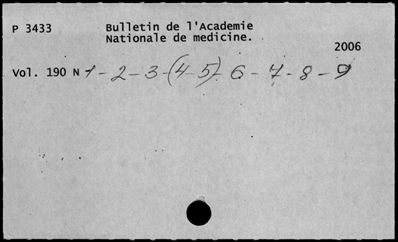 P 3433 Bulletin de l'Academie
Nationale de medicine.
2006
Vol. 190 N 1 - 2 - 3 - (4 - 5) - 6 - 7 - 8 - 9